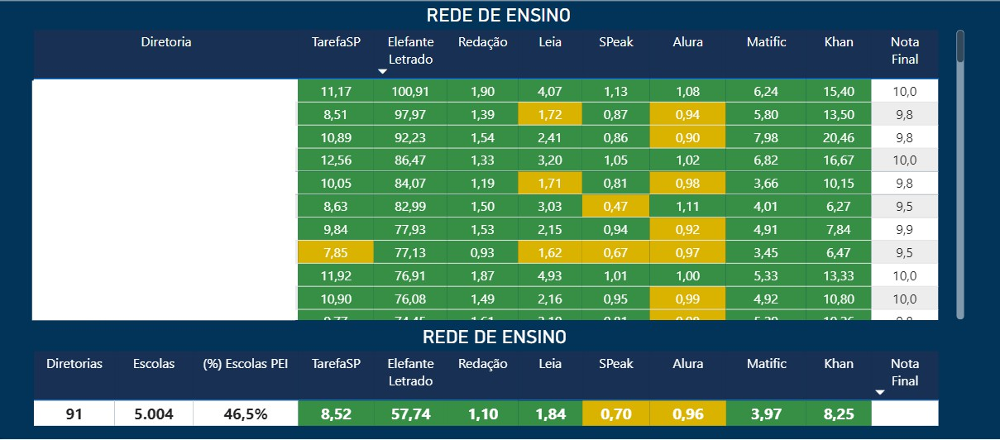 REDE DE ENSINO
Diretoria TarefaSP Elefante Letrado Redação Leia SPeak Alura Matific Khan Nota Final
11,17 100,91 1,90 4,07 1,13 1,08 6,24 15,40 10,0
8,51 97,97 1,39 1,72 0,87 0,94 5,80 13,50 9,8
10,89 92,23 1,54 2,41 0,86 0,90 7,98 20,46 9,8
12,56 86,47 1,33 3,20 1,05 1,02 6,82 16,67 10,0
10,05 84,07 1,19 1,71 0,81 0,98 3,66 10,15 9,8
8,63 82,99 1,50 3,03 0,47 1,11 4,01 6,27 9,5
9,84 77,93 1,53 2,15 0,94 0,92 4,91 7,84 9,9
7,85 77,13 0,93 1,62 0,67 0,97 3,45 6,47 9,5
11,92 76,91 1,87 4,93 1,01 1,00 5,33 13,33 10,0
10,90 76,08 1,49 2,16 0,95 0,99 4,92 10,80 10,0
REDE DE ENSINO
Diretorias Escolas (%) Escolas PEI TarefaSP Elefante Letrado Redação Leia SPeak Alura Matific Khan Nota Final
91 5.004 46,5% 8,52 57,74 1,10 1,84 0,70 0,96 3,97 8,25